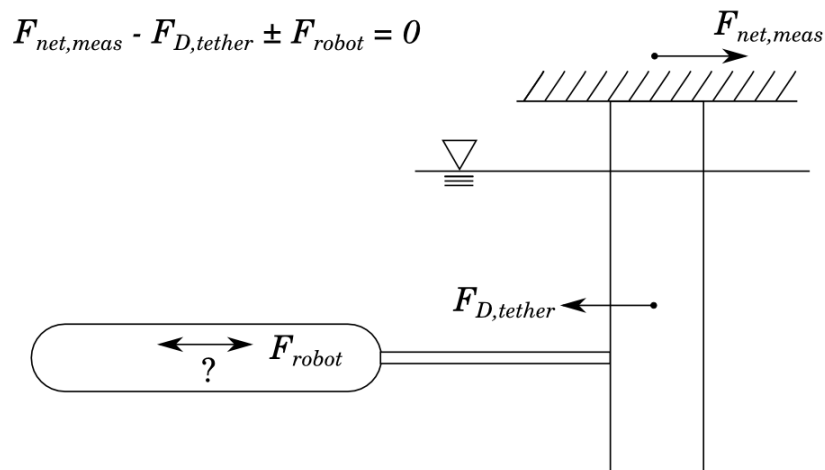 F_net,meas - F_D,tether ± F_robot = 0
F_net,meas
F_D,tether
F_robot
?